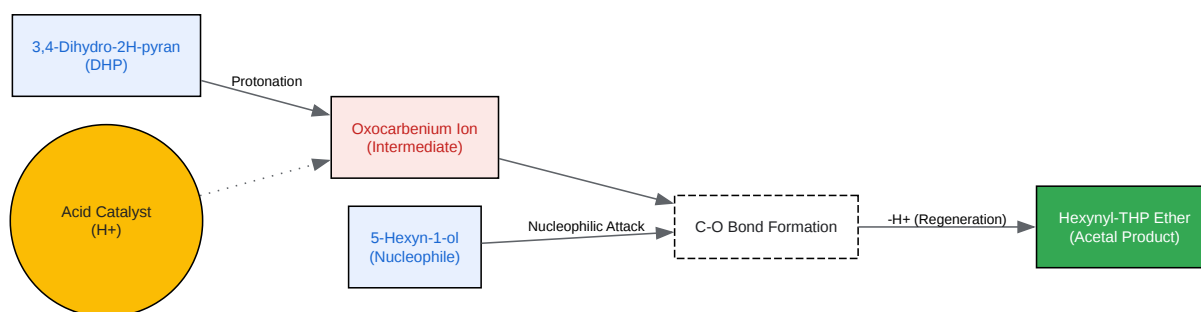 3,4-Dihydro-2H-pyran
(DHP)
Protonation
Oxocarbenium Ion
(Intermediate)
Acid Catalyst
(H+)
5-Hexyn-1-ol
(Nucleophile)
Nucleophilic Attack
C-O Bond Formation
-H+ (Regeneration)
Hexynyl-THP Ether
(Acetal Product)